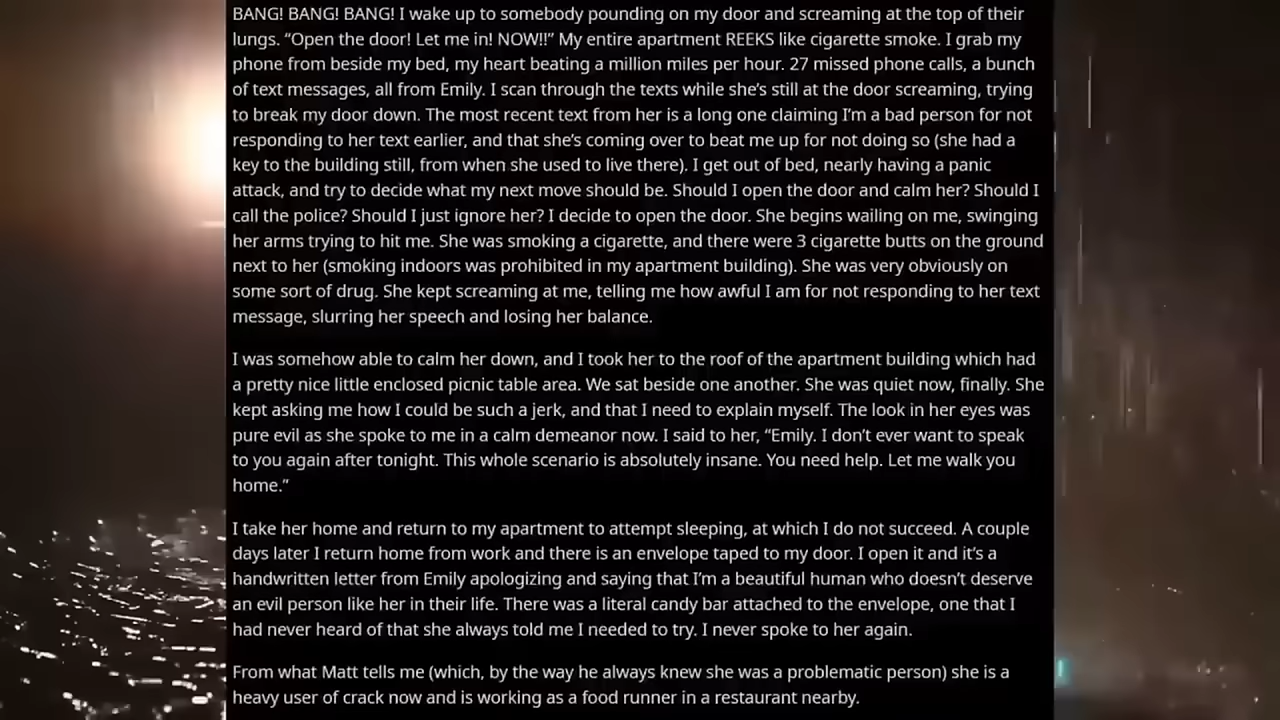 BANG! BANG! BANG! I wake up to somebody pounding on my door and screaming at the top of their
lungs. “Open the door! Let me in! NOW!!” My entire apartment REEKS like cigarette smoke. I grab my
phone from beside my bed, my heart beating a million miles per hour. 27 missed phone calls, a bunch
of text messages, all from Emily. I scan through the texts while she’s still at the door screaming, trying
to break my door down. The most recent text from her is a long one claiming I’m a bad person for not
responding to her text earlier, and that she’s coming over to beat me up for not doing so (she had a
key to the building still, from when she used to live there). I get out of bed, nearly having a panic
attack, and try to decide what my next move should be. Should I open the door and calm her? Should I
call the police? Should I just ignore her? I decide to open the door. She begins wailing on me, swinging
her arms trying to hit me. She was smoking a cigarette, and there were 3 cigarette butts on the ground
next to her (smoking indoors was prohibited in my apartment building). She was very obviously on
some sort of drug. She kept screaming at me, telling me how awful I am for not responding to her text
message, slurring her speech and losing her balance.
I was somehow able to calm her down, and I took her to the roof of the apartment building which had
a pretty nice little enclosed picnic table area. We sat beside one another. She was quiet now, finally. She
kept asking me how I could be such a jerk, and that I need to explain myself. The look in her eyes was
pure evil as she spoke to me in a calm demeanor now. I said to her, “Emily. I don’t ever want to speak
to you again after tonight. This whole scenario is absolutely insane. You need help. Let me walk you
home.”
I take her home and return to my apartment to attempt sleeping, at which I do not succeed. A couple
days later I return home from work and there is an envelope taped to my door. I open it and it’s a
handwritten letter from Emily apologizing and saying that I’m a beautiful human who doesn’t deserve
an evil person like her in their life. There was a literal candy bar attached to the envelope, one that I
had never heard of that she always told me I needed to try. I never spoke to her again.
From what Matt tells me (which, by the way he always knew she was a problematic person) she is a
heavy user of crack now and is working as a food runner in a restaurant nearby.